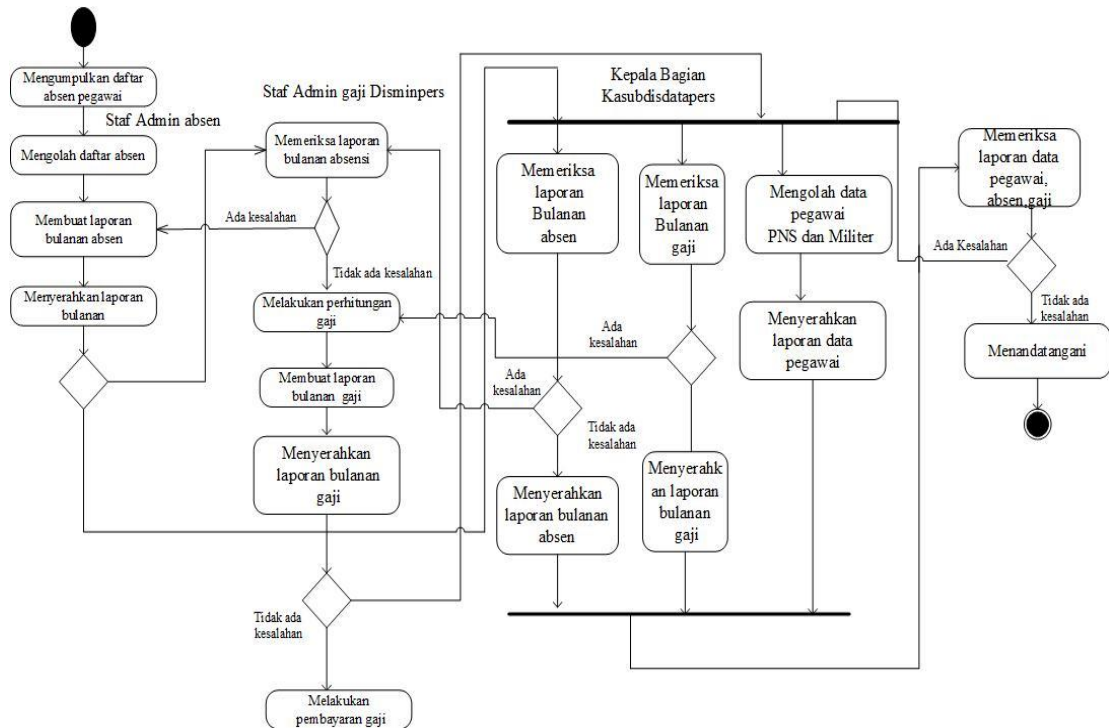 Mengumpulkan daftar
absen pegawai
Staf Admin absen
Mengolah daftar absen
Membuat laporan
bulanan absen
Menyerahkan laporan
bulanan
Staf Admin gaji Disminpers
Memeriksa laporan
bulanan absensi
Ada kesalahan
Tidak ada kesalahan
Melakukan perhitungan
gaji
Membuat laporan
bulanan gaji
Menyerahkan
laporan bulanan
gaji
Tidak ada
kesalahan
Melakukan
pembayaran gaji
Kepala Bagian
Kasubdisdatapers
Memeriksa
laporan
Bulanan
absen
Ada
kesalahan
Tidak ada
kesalahan
Menyerahkan
laporan bulanan
absen
Memeriksa
laporan
Bulanan
gaji
Ada
kesalahan
Menyerahk
an laporan
bulanan
gaji
Mengolah data
pegawai
PNS dan Militer
Menyerahkan
laporan data
pegawai
Memeriksa
laporan data
pegawai,
absen,gaji
Ada Kesalahan
Tidak ada
kesalahan
Menandatangani